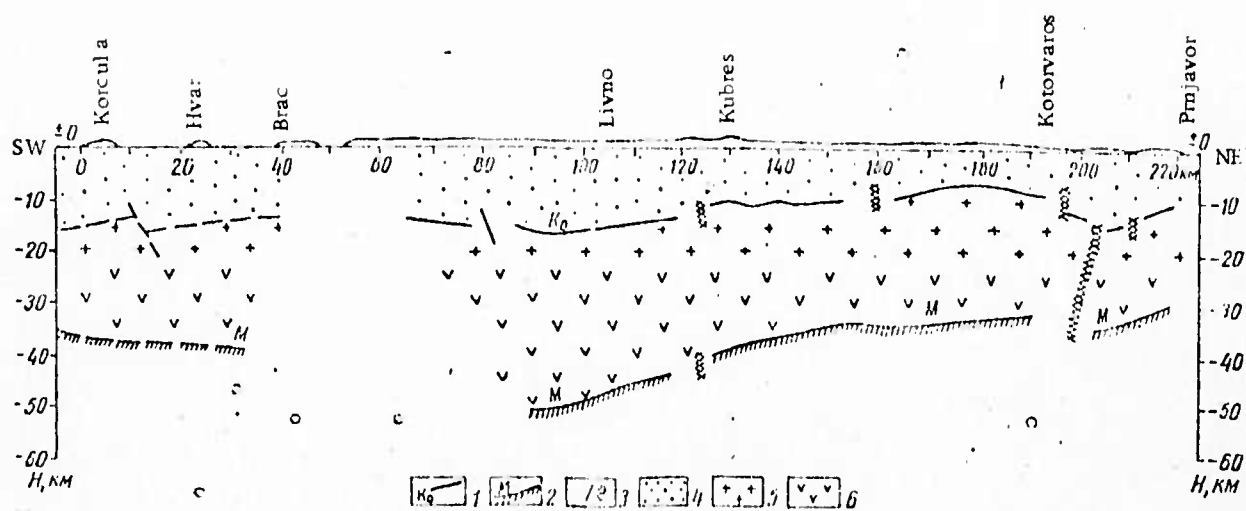 Korcula
Hvar
Brac
Livno
Kubres
Kotorvaros
Prnjavor
SW ±0 ±0 NE
0 20 40 60 80 100 120 140 160 180 200 220 км
-10 -10
-20 -20
-30 -30
-40 -40
-50 -50
-60 -60
K₀
M
M
M
M
H, км H, км
K₀ 1 M 2 3 4 5 6